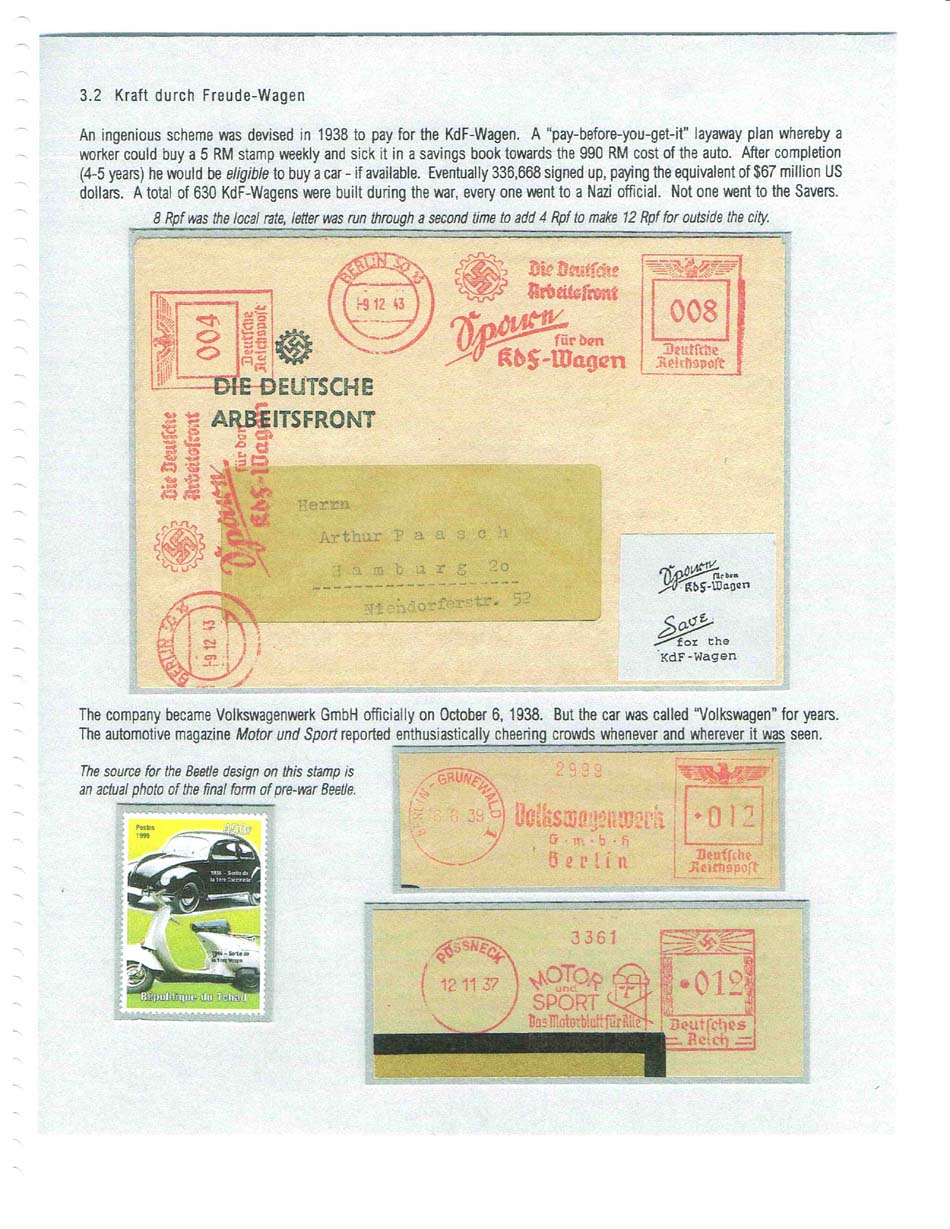 3.2 Kraft durch Freude-Wagen
An ingenious scheme was devised in 1938 to pay for the KdF-Wagen. A "pay-before-you-get-it" layaway plan whereby a
worker could buy a 5 RM stamp weekly and sick it in a savings book towards the 990 RM cost of the auto. After completion
(4-5 years) he would be eligible to buy a car - if available. Eventually 336,668 signed up, paying the equivalent of $67 million US
dollars. A total of 630 KdF-Wagens were built during the war, every one went to a Nazi official. Not one went to the Savers.
8 Rpf was the local rate, letter was run through a second time to add 4 Rpf to make 12 Rpf for outside the city.
BERLIN SO
-9 12 43
Die Deutsche
Arbeitsfront
Sparn
für den
KdF-Wagen
008
Deutsche
Reichspost
004
Deutsche
Reichspost
DIE DEUTSCHE
ARBEITSFRONT
Die Deutsche
Arbeitsfront
Sparn
für den
KdF-Wagen
BERLIN SO
-9 12 43
Herrn
Arthur Paasch
Hamburg 20
Niendorferstr. 52
Sparn
für den
KdF-Wagen
Save
for the
KdF-Wagen
The company became Volkswagenwerk GmbH officially on October 6, 1938. But the car was called "Volkswagen" for years.
The automotive magazine Motor und Sport reported enthusiastically cheering crowds whenever and wherever it was seen.
The source for the Beetle design on this stamp is
an actual photo of the final form of pre-war Beetle.
Postes
1999
450F
1936 - Sortie de
la 1ère Coccinelle
1946 - Sortie de
la 1ère Vespa
République du Tchad
BERLIN-GRUNEWALD 1
6.6.39
2999
Volkswagenwerk
G·m·b·H
Berlin
012
Deutsche
Reichspost
PÖSSNECK
12 11 37
3361
MOTOR
und
SPORT
Das Motorblatt für Alle
012
Deutsches
Reich